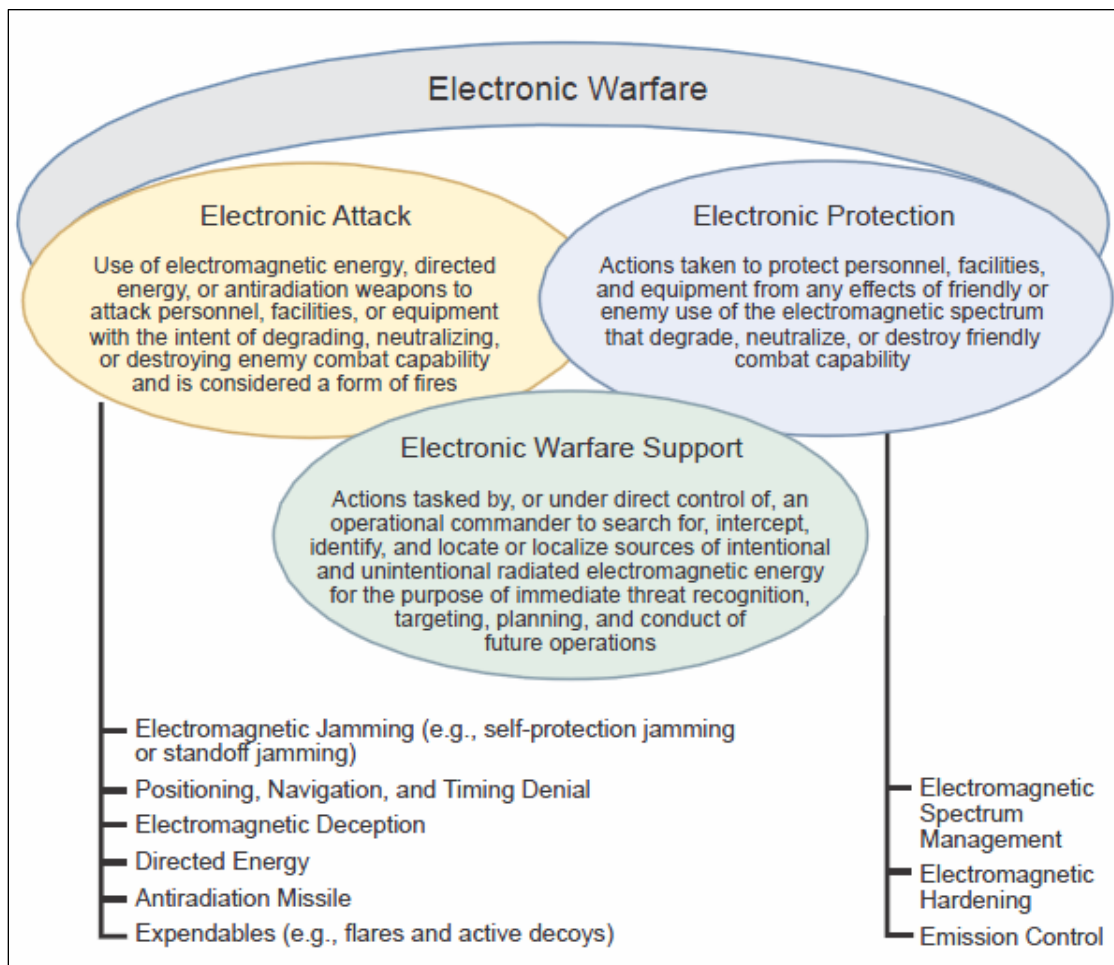 Electronic Warfare
Electronic Attack
Use of electromagnetic energy, directed
energy, or antiradiation weapons to
attack personnel, facilities, or equipment
with the intent of degrading, neutralizing,
or destroying enemy combat capability
and is considered a form of fires
Electronic Protection
Actions taken to protect personnel, facilities,
and equipment from any effects of friendly or
enemy use of the electromagnetic spectrum
that degrade, neutralize, or destroy friendly
combat capability
Electronic Warfare Support
Actions tasked by, or under direct control of, an
operational commander to search for, intercept,
identify, and locate or localize sources of intentional
and unintentional radiated electromagnetic energy
for the purpose of immediate threat recognition,
targeting, planning, and conduct of
future operations
Electromagnetic Jamming (e.g., self-protection jamming
or standoff jamming)
Positioning, Navigation, and Timing Denial
Electromagnetic Deception
Directed Energy
Antiradiation Missile
Expendables (e.g., flares and active decoys)
Electromagnetic
Spectrum
Management
Electromagnetic
Hardening
Emission Control